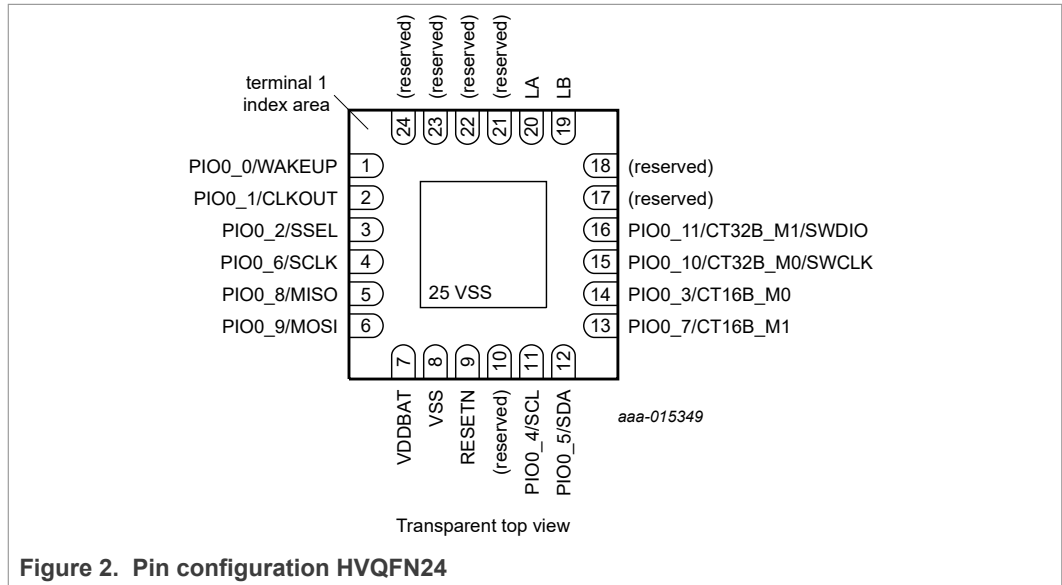 (reserved)
(reserved)
(reserved)
(reserved)
LA
LB
terminal 1
index area
24
23
22
21
20
19
PIO0_0/WAKEUP 1
18 (reserved)
PIO0_1/CLKOUT 2
17 (reserved)
PIO0_2/SSEL 3
16 PIO0_11/CT32B_M1/SWDIO
PIO0_6/SCLK 4
15 PIO0_10/CT32B_M0/SWCLK
PIO0_8/MISO 5
25 VSS
14 PIO0_3/CT16B_M0
PIO0_9/MOSI 6
13 PIO0_7/CT16B_M1
7
8
9
10
11
12
VDDBAT
VSS
RESETN
(reserved)
PIO0_4/SCL
PIO0_5/SDA
aaa-015349
Transparent top view
Figure 2. Pin configuration HVQFN24